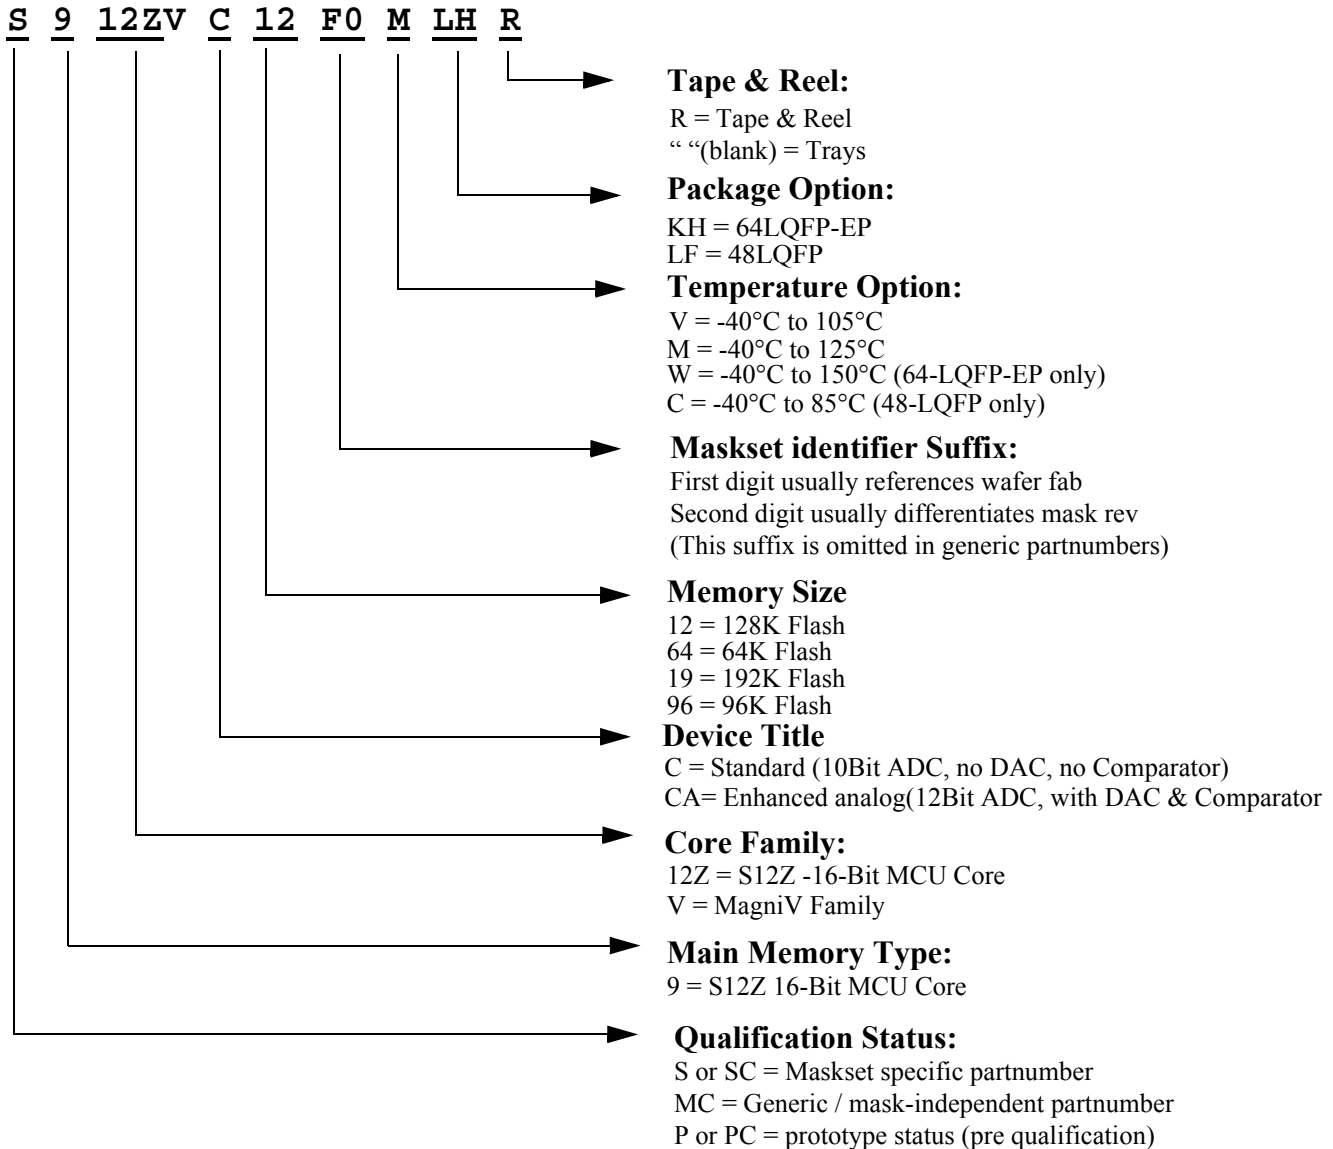 S 9 12ZV C 12 F0 M LH R
Tape & Reel:
R = Tape & Reel
“ “(blank) = Trays
Package Option:
KH = 64LQFP-EP
LF = 48LQFP
Temperature Option:
V = -40°C to 105°C
M = -40°C to 125°C
W = -40°C to 150°C (64-LQFP-EP only)
C = -40°C to 85°C (48-LQFP only)
Maskset identifier Suffix:
First digit usually references wafer fab
Second digit usually differentiates mask rev
(This suffix is omitted in generic partnumbers)
Memory Size
12 = 128K Flash
64 = 64K Flash
19 = 192K Flash
96 = 96K Flash
Device Title
C = Standard (10Bit ADC, no DAC, no Comparator)
CA= Enhanced analog(12Bit ADC, with DAC & Comparator
Core Family:
12Z = S12Z -16-Bit MCU Core
V = MagniV Family
Main Memory Type:
9 = S12Z 16-Bit MCU Core
Qualification Status:
S or SC = Maskset specific partnumber
MC = Generic / mask-independent partnumber
P or PC = prototype status (pre qualification)